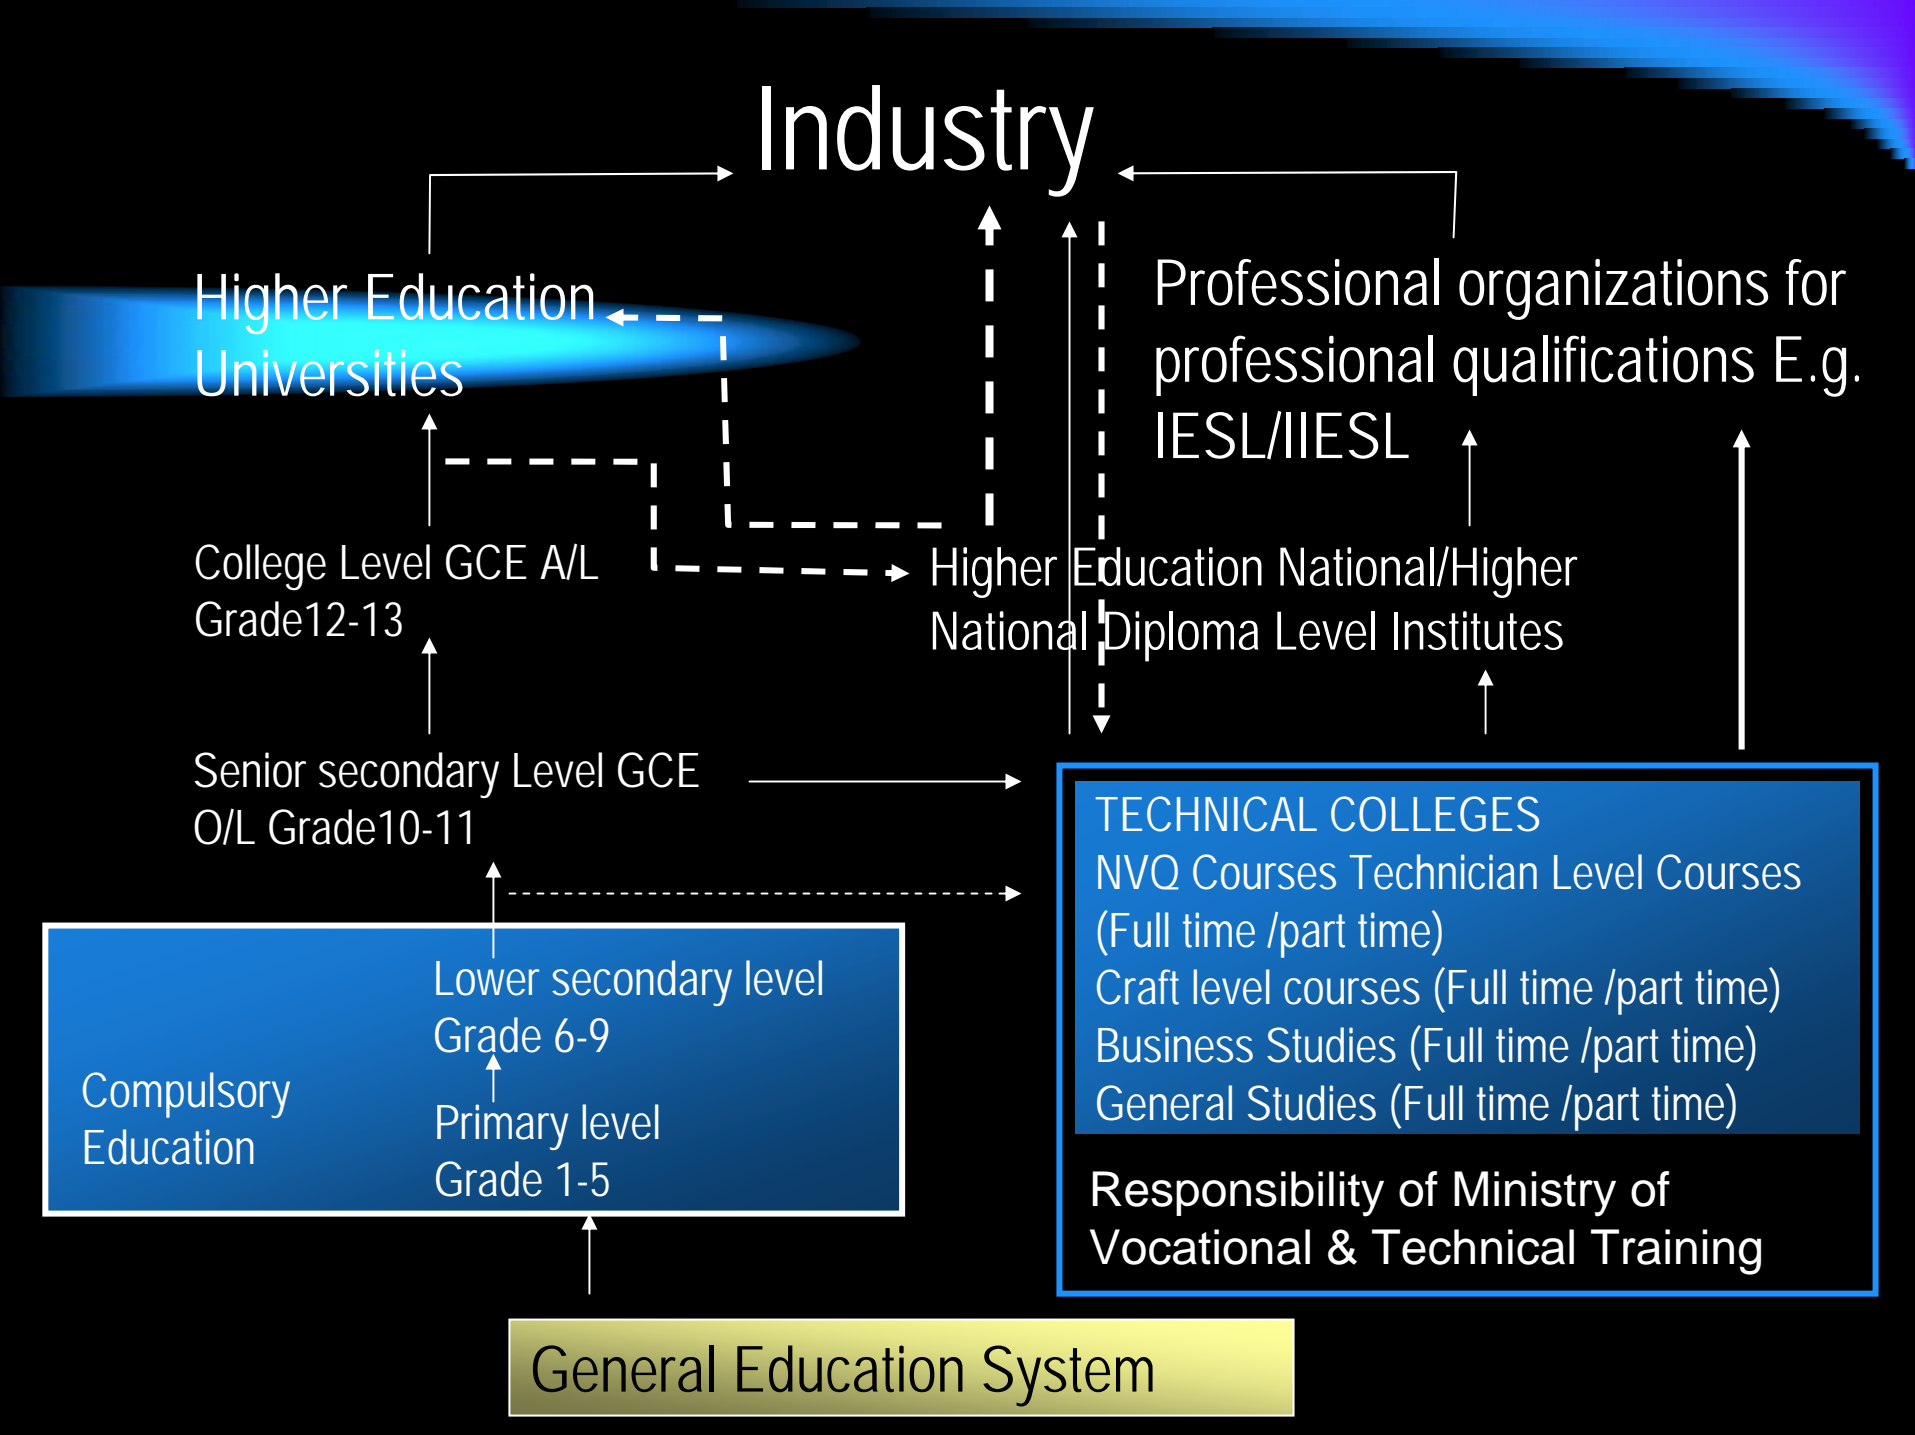 Industry
Higher Education
Universities
Professional organizations for
professional qualifications E.g.
IESL/IIESL
College Level GCE A/L
Grade12-13
Higher Education National/Higher
National Diploma Level Institutes
Senior secondary Level GCE
O/L Grade10-11
TECHNICAL COLLEGES
NVQ Courses Technician Level Courses
(Full time /part time)
Craft level courses (Full time /part time)
Business Studies (Full time /part time)
General Studies (Full time /part time)
Responsibility of Ministry of
Vocational & Technical Training
Lower secondary level
Grade 6-9
Compulsory
Education
Primary level
Grade 1-5
General Education System